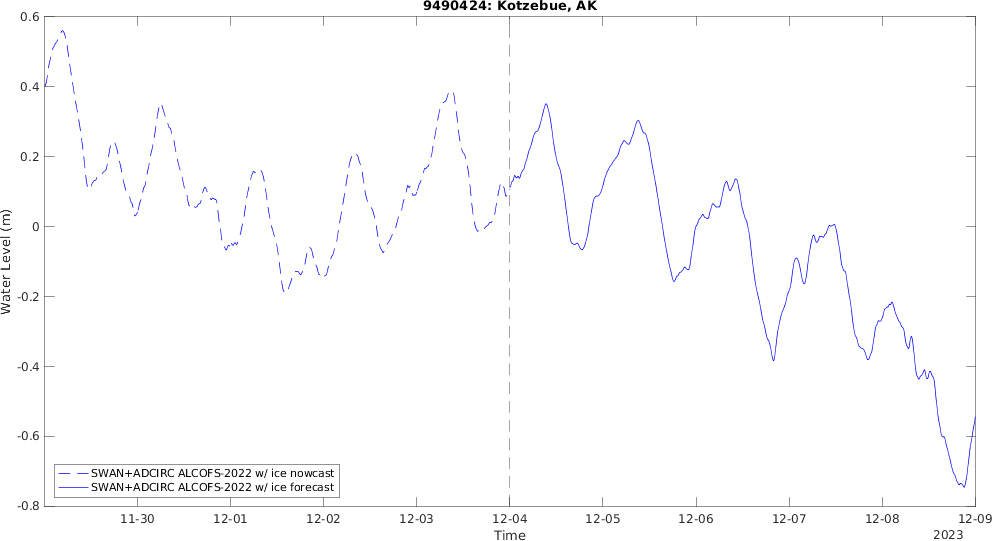 9490424: Kotzebue, AK
0.6
0.4
0.2
0
-0.2
-0.4
-0.6
-0.8
Water Level (m)
SWAN+ADCIRC ALCOFS-2022 w/ ice nowcast
SWAN+ADCIRC ALCOFS-2022 w/ ice forecast
11-30 12-01 12-02 12-03 12-04 12-05 12-06 12-07 12-08 12-09
Time
2023